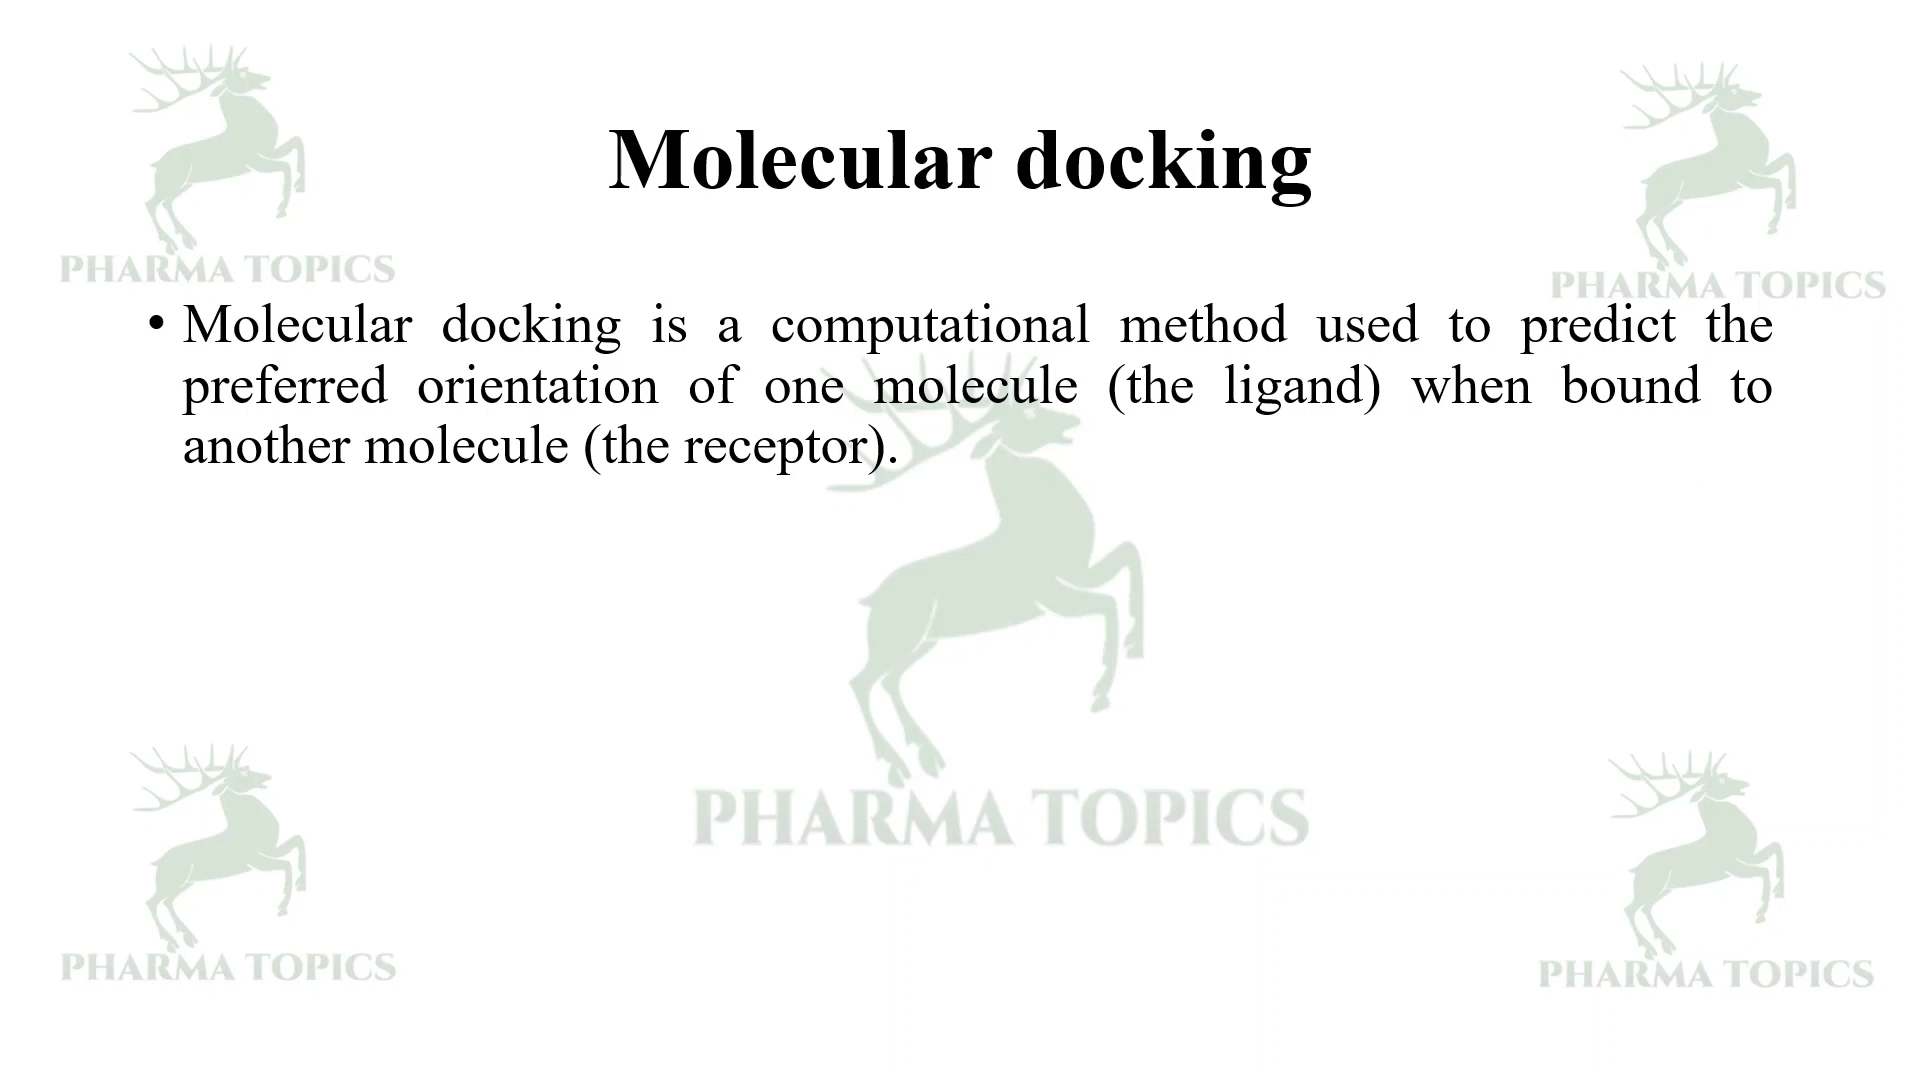 Molecular docking
PHARMA TOPICS
PHARMA TOPICS
• Molecular docking is a computational method used to predict the
preferred orientation of one molecule (the ligand) when bound to
another molecule (the receptor).
PHARMA TOPICS
PHARMA TOPICS
PHARMA TOPICS